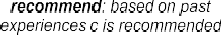 recommend: based on past
experiences c is recommended